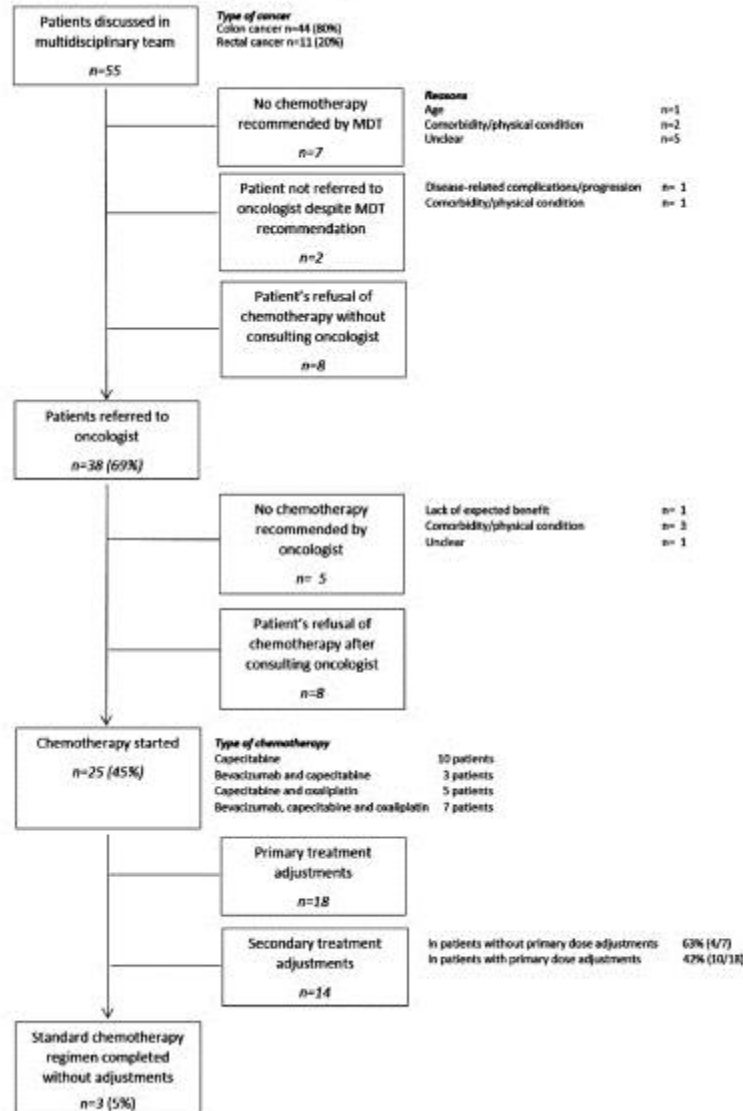 Patients discussed in
multidisciplinary team
n=55
Type of cancer
Colon cancer n=44 (80%)
Rectal cancer n=11 (20%)
No chemotherapy
recommended by MDT
n=7
Reasons
Age n=1
Comorbidity/physical condition n=2
Unclear n=5
Patient not referred to
oncologist despite MDT
recommendation
n=2
Disease-related complications/progression n= 1
Comorbidity/physical condition n= 1
Patient's refusal of
chemotherapy without
consulting oncologist
n=8
Patients referred to
oncologist
n=38 (69%)
No chemotherapy
recommended by
oncologist
n= 5
Lack of expected benefit n= 1
Comorbidity/physical condition n= 3
Unclear n= 1
Patient's refusal of
chemotherapy after
consulting oncologist
n=8
Chemotherapy started
n=25 (45%)
Type of chemotherapy
Capecitabine 10 patients
Bevacizumab and capecitabine 3 patients
Capecitabine and oxaliplatin 5 patients
Bevacizumab, capecitabine and oxaliplatin 7 patients
Primary treatment
adjustments
n=18
Secondary treatment
adjustments
n=14
In patients without primary dose adjustments 63% (4/7)
In patients with primary dose adjustments 42% (10/18)
Standard chemotherapy
regimen completed
without adjustments
n=3 (5%)